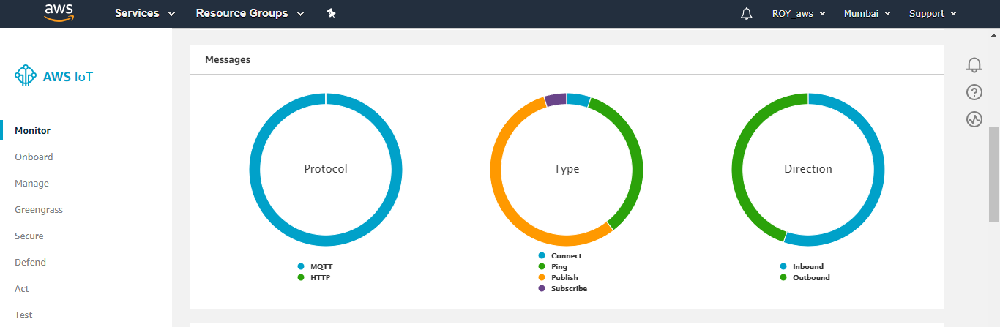 aws Services Resource Groups ROY_aws Mumbai Support
AWS IoT
Monitor
Onboard
Manage
Greengrass
Secure
Defend
Act
Test
Messages
Protocol
MQTT
HTTP
Type
Connect
Ping
Publish
Subscribe
Direction
Inbound
Outbound